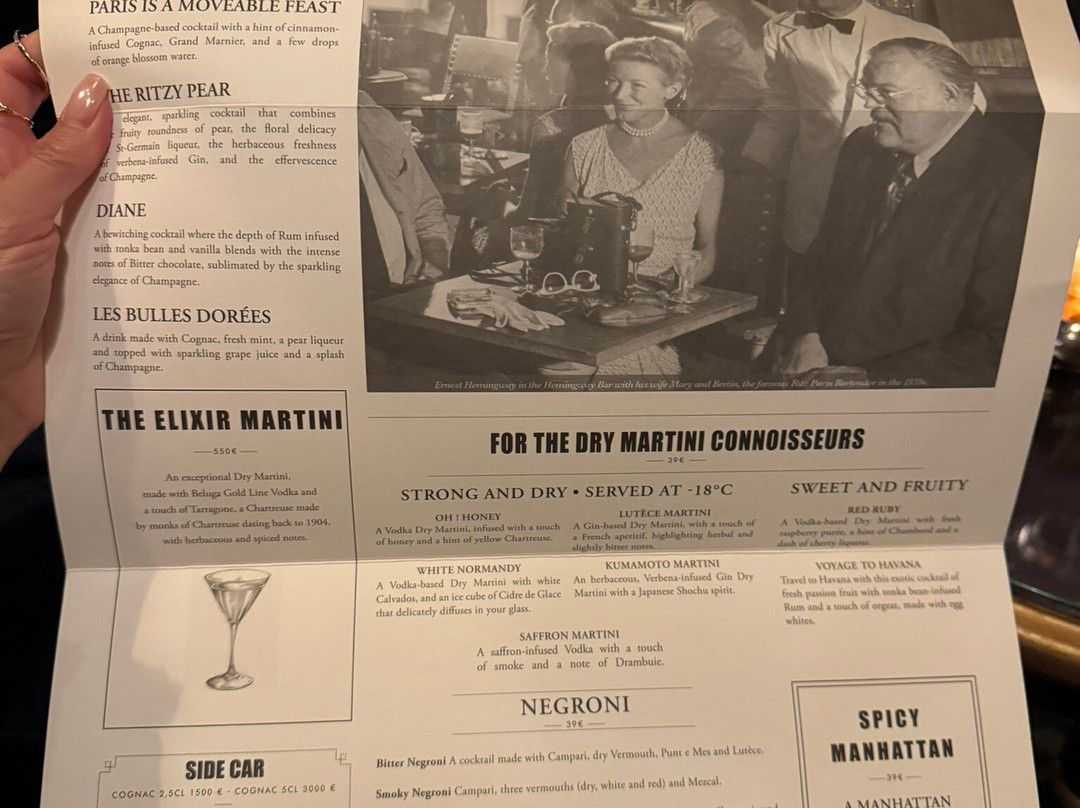 PARIS IS A MOVEABLE FEAST
A Champagne-based cocktail with a hint of cinnamon-
infused Cognac, Grand Marnier, and a few drops
of orange blossom water.
HE RITZY PEAR
elegant, sparkling cocktail that combines
fruity roundness of pear, the floral delicacy
St-Germain liqueur, the herbaceous freshness
of verbena-infused Gin, and the effervescence
of Champagne.
DIANE
A bewitching cocktail where the depth of Rum infused
with tonka bean and vanilla blends with the intense
notes of Bitter chocolate, sublimated by the sparkling
elegance of Champagne.
LES BULLES DORÉES
A drink made with Cognac, fresh mint, a pear liqueur
and topped with sparkling grape juice and a splash
of Champagne.
THE ELIXIR MARTINI
550€
An exceptional Dry Martini,
made with Beluga Gold Line Vodka and
a touch of Tarragone, a Chartreuse made
by monks of Chartreuse dating back to 1904,
with herbaceous and spiced notes.
SIDE CAR
COGNAC 2,5CL 1500 € - COGNAC 5CL 3000 €
Ernest Hemingway in the Hemingway Bar with his wife Mary and Bertin, the famous Ritz Paris Bartender in the
FOR THE DRY MARTINI CONNOISSEURS
39€
STRONG AND DRY • SERVED AT -18°C
OH ! HONEY
A Vodka Dry Martini, infused with a touch
of honey and a hint of yellow Chartreuse.
LUTÈCE MARTINI
A Gin-based Dry Martini, with a touch of
a French aperitif, highlighting herbal and
slightly bitter notes.
WHITE NORMANDY
A Vodka-based Dry Martini with white
Calvados, and an ice cube of Cidre de Glace
that delicately diffuses in your glass.
KUMAMOTO MARTINI
An herbaceous, Verbena-infused Gin Dry
Martini with a Japanese Shochu spirit.
SAFFRON MARTINI
A saffron-infused Vodka with a touch
of smoke and a note of Drambuie.
SWEET AND FRUITY
RED RUBY
A Vodka-based Dry Martini with fresh
raspberry purée, a hint of Chambord and a
dash of cherry liqueur.
VOYAGE TO HAVANA
Travel to Havana with this exotic cocktail of
fresh passion fruit with tonka bean-infused
Rum and a touch of orgeat, made with egg
whites.
NEGRONI
39€
Bitter Negroni A cocktail made with Campari, dry Vermouth, Punt e Mes and Lutèce.
Smoky Negroni Campari, three vermouths (dry, white and red) and Mezcal.
SPICY
MANHATTAN
39€
A MANHATTAN